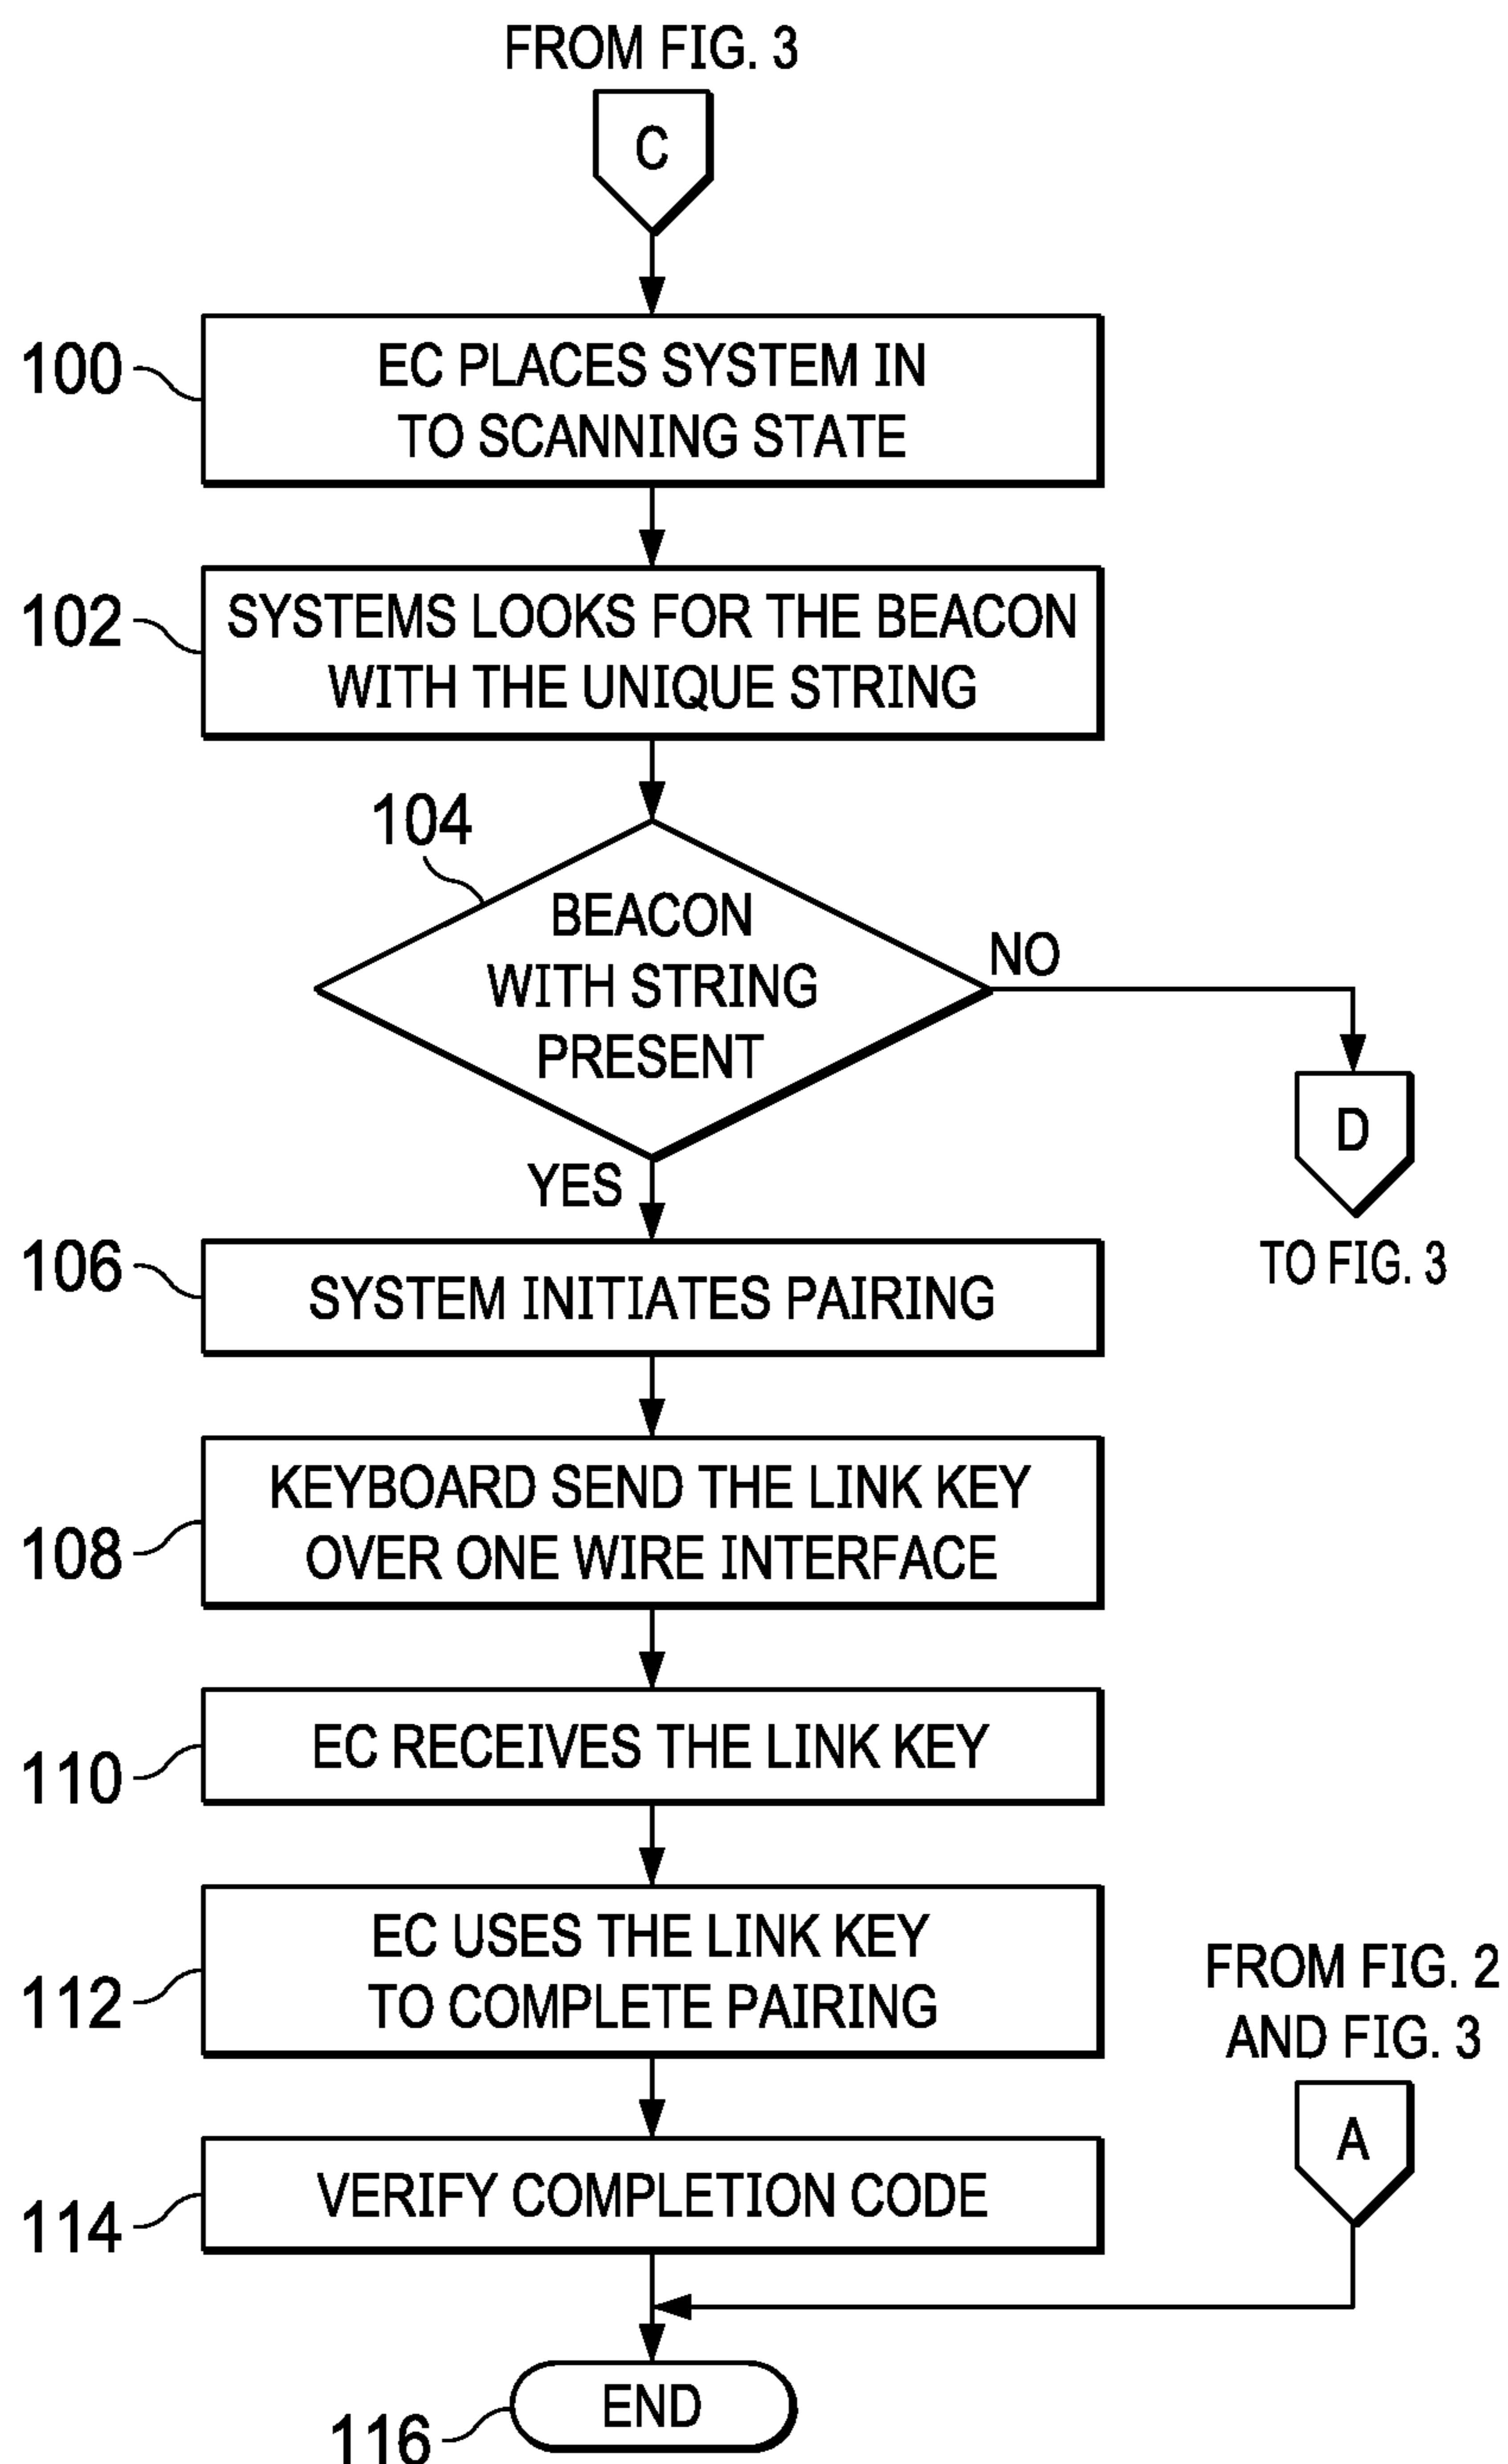 FROM FIG. 3
C
100
EC PLACES SYSTEM IN
TO SCANNING STATE
102
SYSTEMS LOOKS FOR THE BEACON
WITH THE UNIQUE STRING
104
BEACON
WITH STRING
PRESENT
NO
D
TO FIG. 3
YES
106
SYSTEM INITIATES PAIRING
108
KEYBOARD SEND THE LINK KEY
OVER ONE WIRE INTERFACE
110
EC RECEIVES THE LINK KEY
112
EC USES THE LINK KEY
TO COMPLETE PAIRING
FROM FIG. 2
AND FIG. 3
A
114
VERIFY COMPLETION CODE
116
END